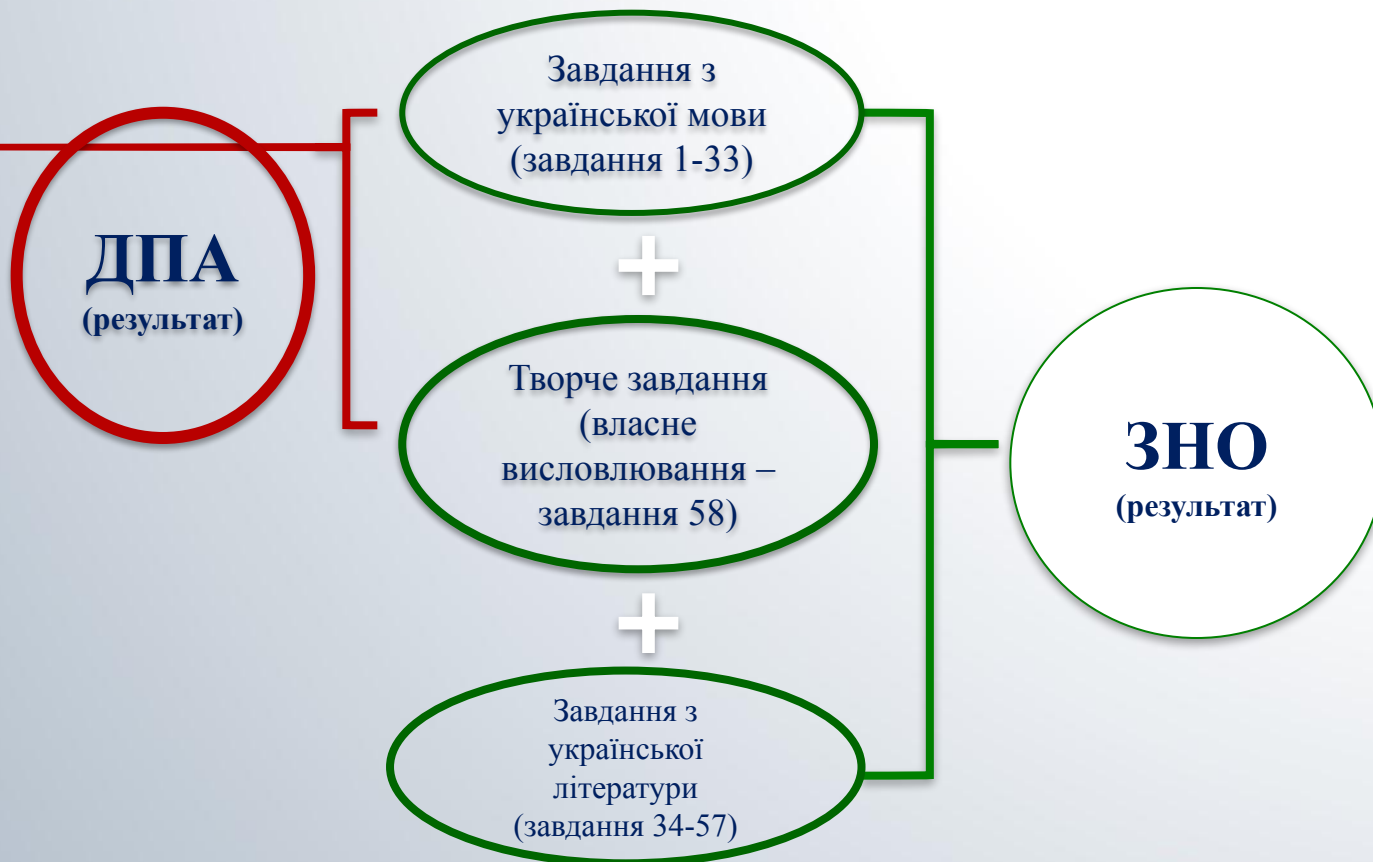 ДПА
(результат)
Завдання з
української мови
(завдання 1-33)
+
Творче завдання
(власне
висловлювання –
завдання 58)
+
Завдання з
української
літератури
(завдання 34-57)
ЗНО
(результат)